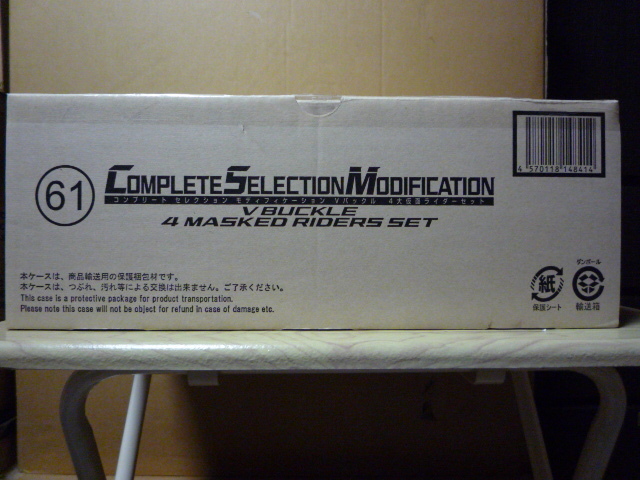 61
COMPLETE SELECTION MODIFICATION
コンプリート セレクション モディフィケーション Vバックル 4大仮面ライダーセット
V BUCKLE
4 MASKED RIDERS SET
4 570118 148414
本ケースは、商品輸送用の保護梱包材です。
本ケースは、つぶれ、汚れ等による交換は出来ません。ご了承ください。
This case is a protective package for product transportation.
Please note this case will not be object for refund in case of damage etc.
紙
保護シート
ダンボール
輸送箱